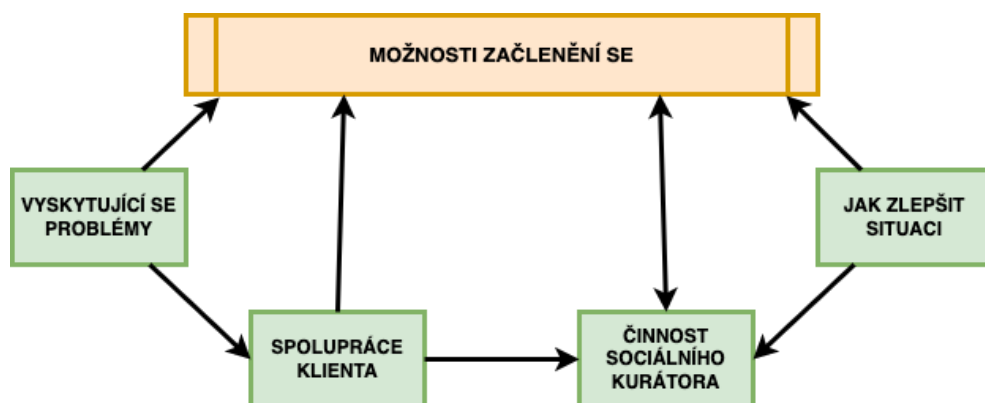 MOŽNOSTI ZAČLENĚNÍ SE
VYSKYTUJÍCÍ SE
PROBLÉMY
JAK ZLEPŠIT
SITUACI
SPOLUPRÁCE
KLIENTA
ČINNOST
SOCIÁLNÍHO
KURÁTORA